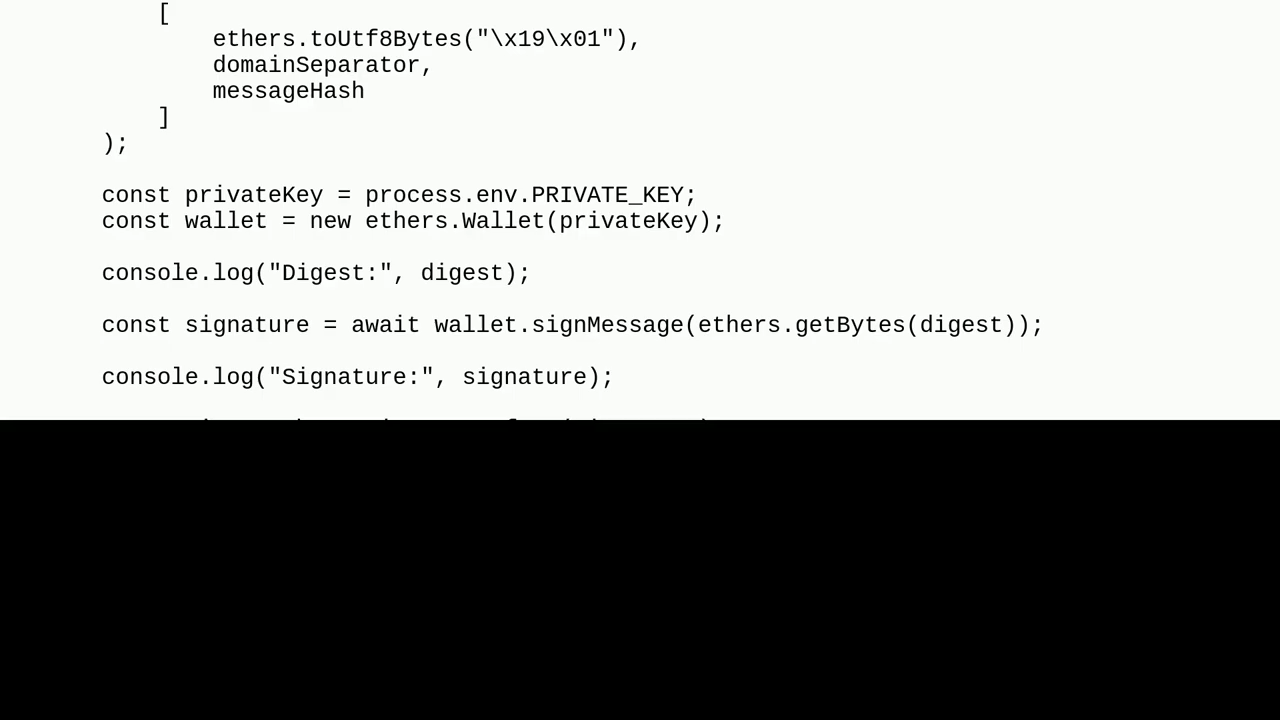 [
ethers.toUtf8Bytes("\x19\x01"),
domainSeparator,
messageHash
]
);
const privateKey = process.env.PRIVATE_KEY;
const wallet = new ethers.Wallet(privateKey);
console.log("Digest:", digest);
const signature = await wallet.signMessage(ethers.getBytes(digest));
console.log("Signature:", signature);